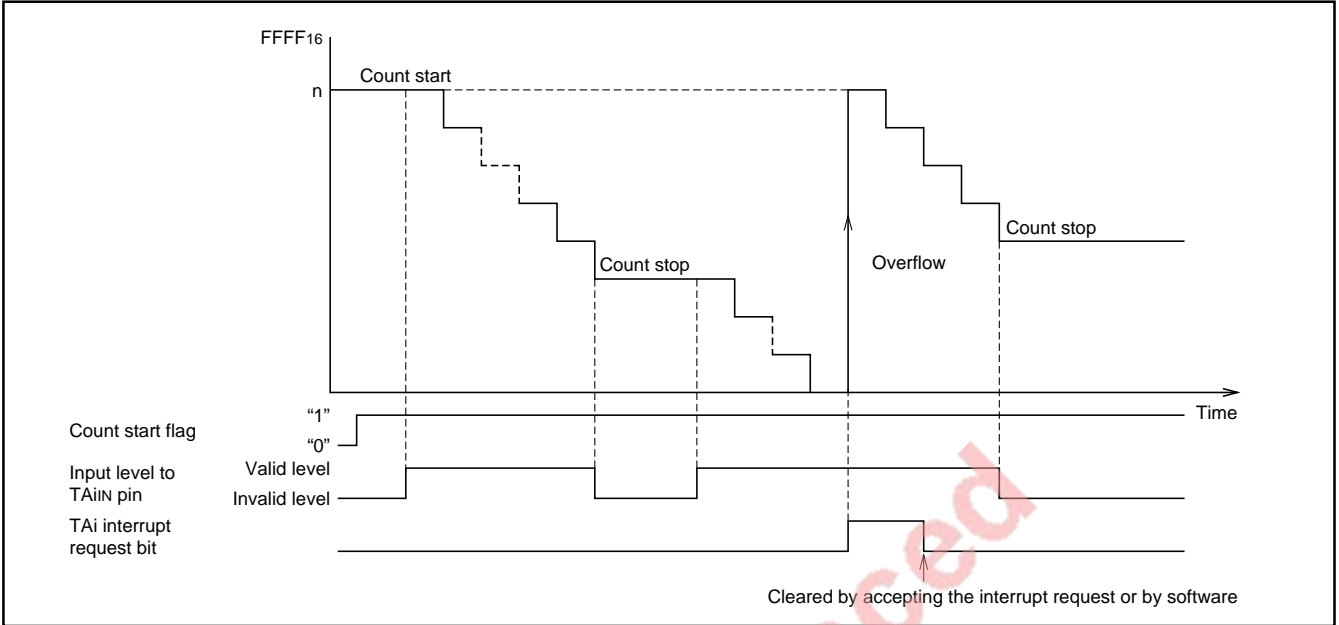 FFFF16
Count start
n
Count stop
Count stop
Overflow
Time
Count start flag
“1”
“0”
Input level to
TAiIN pin
Valid level
Invalid level
TAi interrupt
request bit
Cleared by accepting the interrupt request or by software